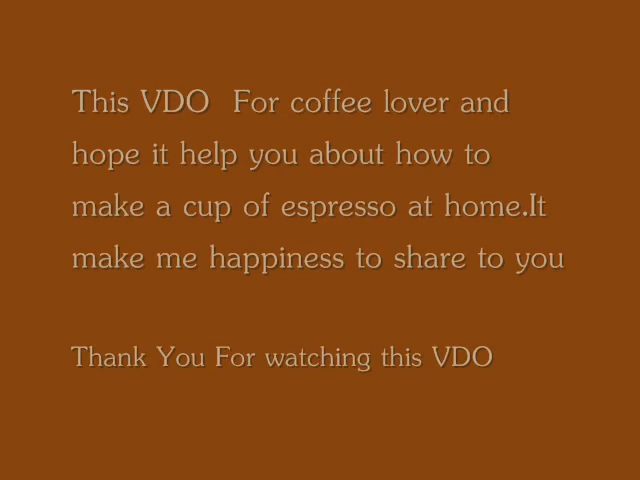 This VDO  For coffee lover and
hope it help you about how to
make a cup of espresso at home.It
make me happiness to share to you
Thank You For watching this VDO